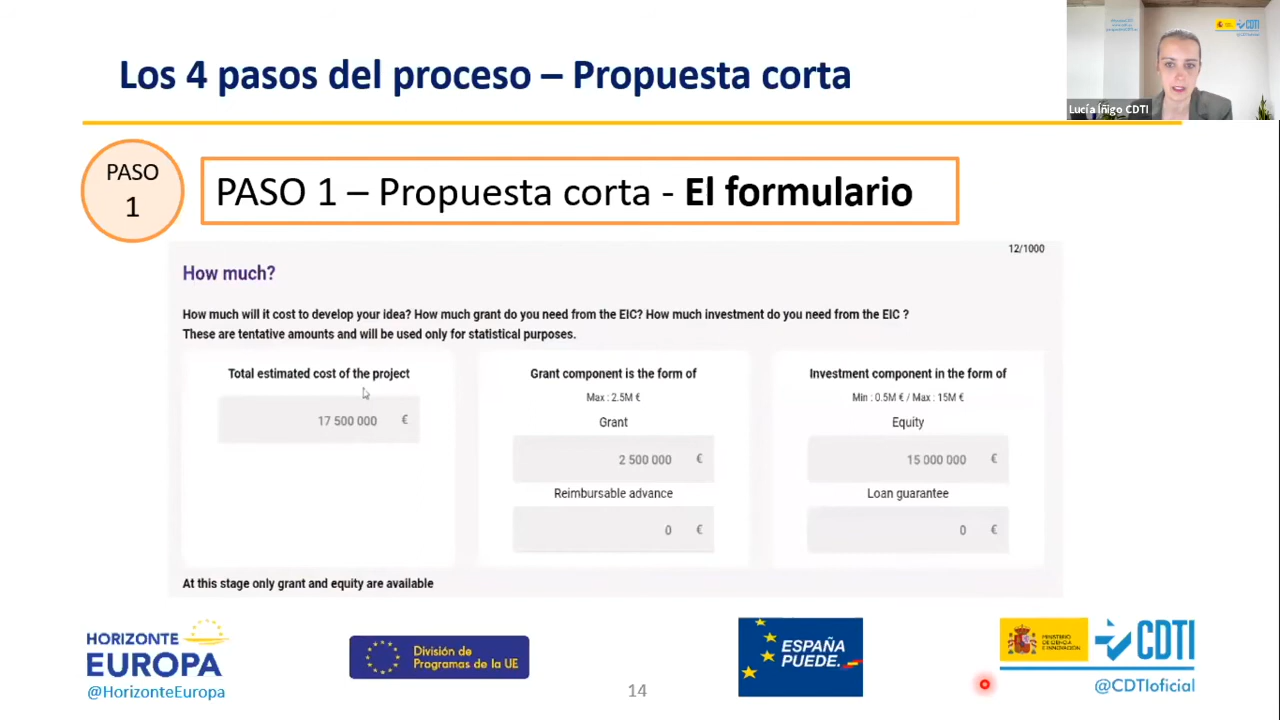 Los 4 pasos del proceso – Propuesta corta
CDTI
Lucía Íñigo CDTI
PASO
1
PASO 1 – Propuesta corta - El formulario
12/1000
How much?
How much will it cost to develop your idea? How much grant do you need from the EIC? How much investment do you need from the EIC ?
These are tentative amounts and will be used only for statistical purposes.
Total estimated cost of the project
17 500 000 €
Grant component is the form of
Max : 2.5M €
Grant
2 500 000 €
Reimbursable advance
0 €
Investment component in the form of
Min : 0.5M € / Max : 15M €
Equity
15 000 000 €
Loan guarantee
0 €
At this stage only grant and equity are available
HORIZONTE
EUROPA
@HorizonteEuropa
División de
Programas de la UE
14
ESPAÑA
PUEDE.
MINISTERIO
DE CIENCIA
E INNOVACIÓN
CDTI
@CDTIoficial